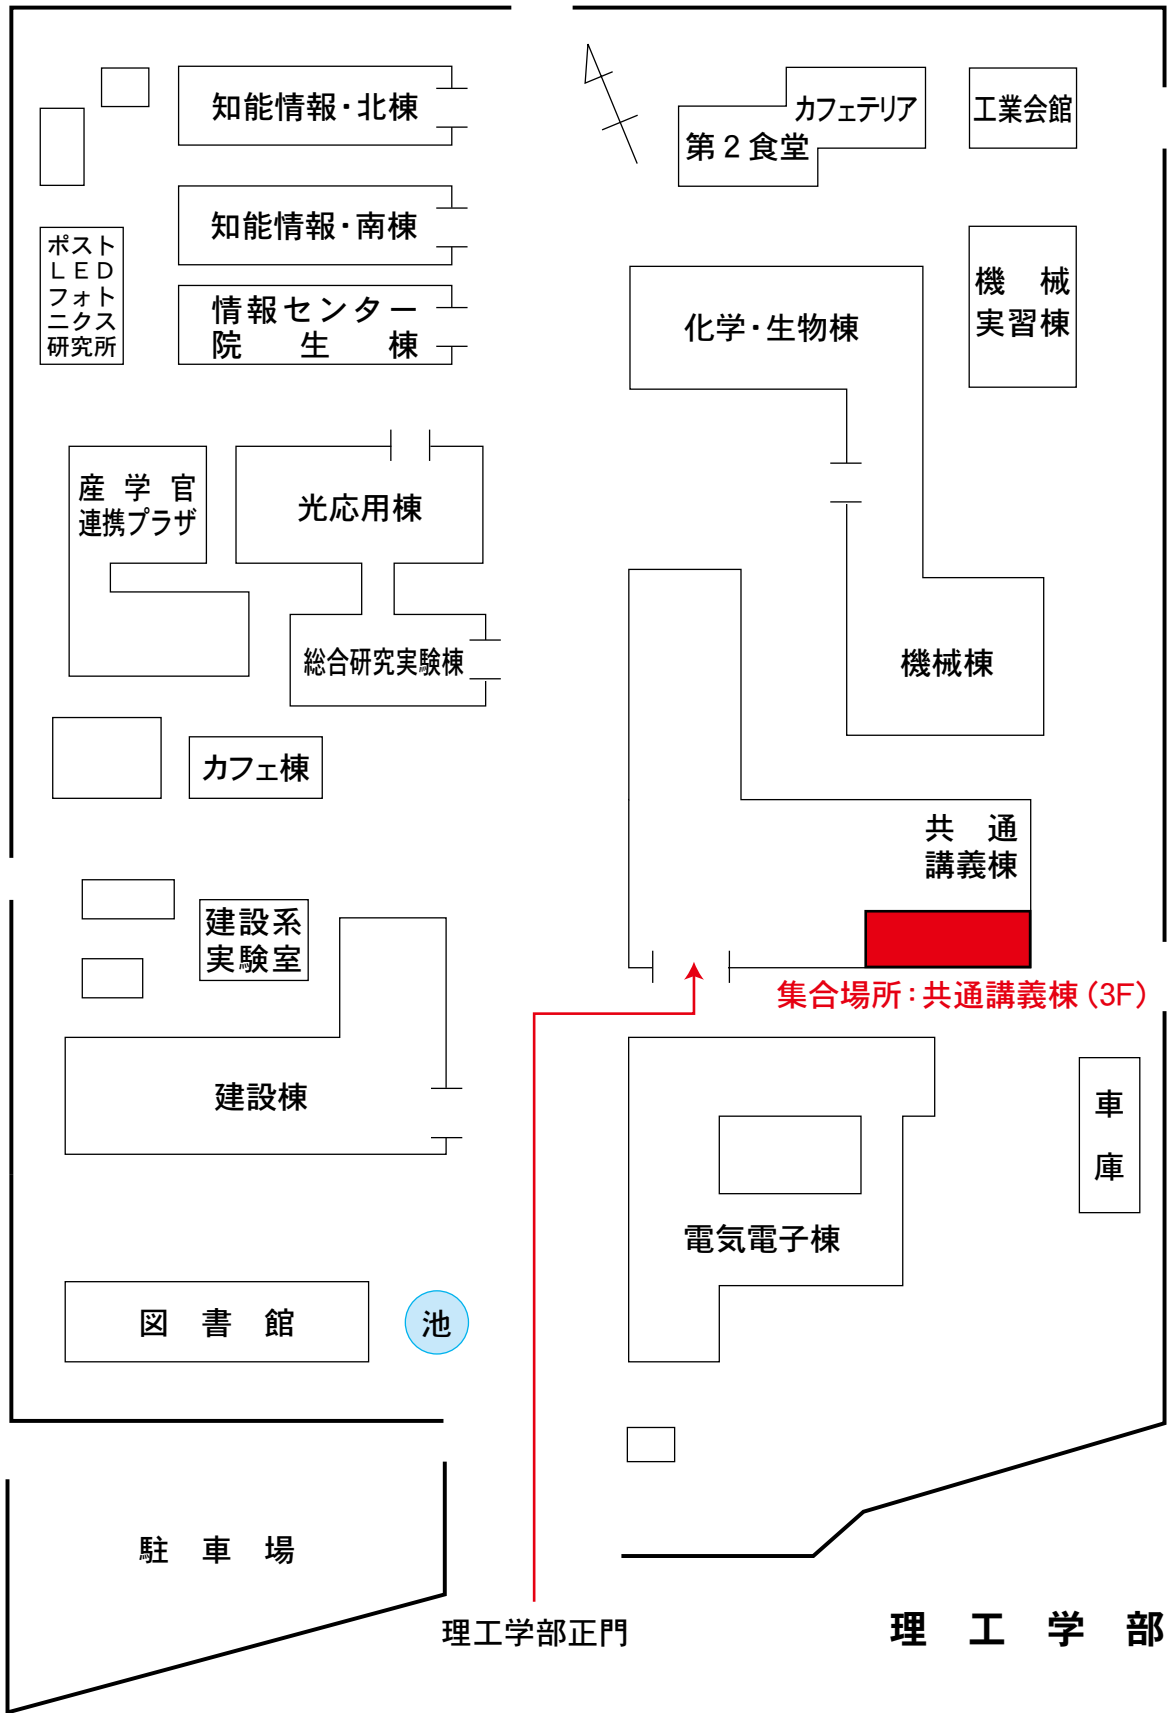 知能情報・北棟
カフェテリア
第2食堂
工業会館
知能情報・南棟
ポスト
LED
フォト
ニクス
研究所
情報センター
院生棟
化学・生物棟
機械
実習棟
産学官
連携プラザ
光応用棟
総合研究実験棟
機械棟
カフェ棟
共通
講義棟
建設系
実験室
集合場所：共通講義棟（3F）
建設棟
車
庫
電気電子棟
図書館
池
駐車場
理工学部正門
理工学部